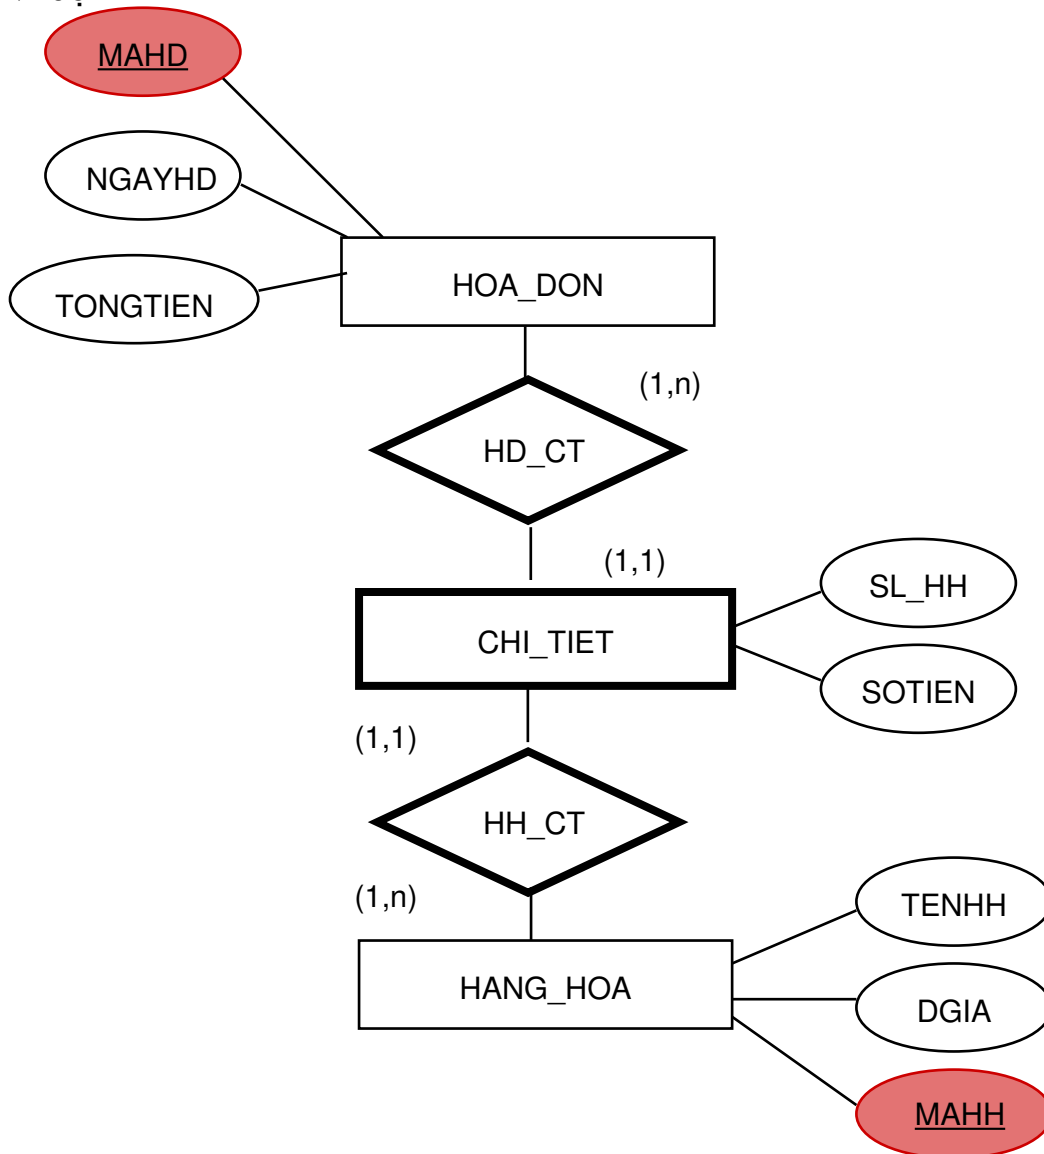 MAHD
NGAYHD
TONGTIEN
HOA_DON
(1,n)
HD_CT
(1,1)
SL_HH
CHI_TIET
SOTIEN
(1,1)
HH_CT
(1,n)
TENHH
HANG_HOA
DGIA
MAHH